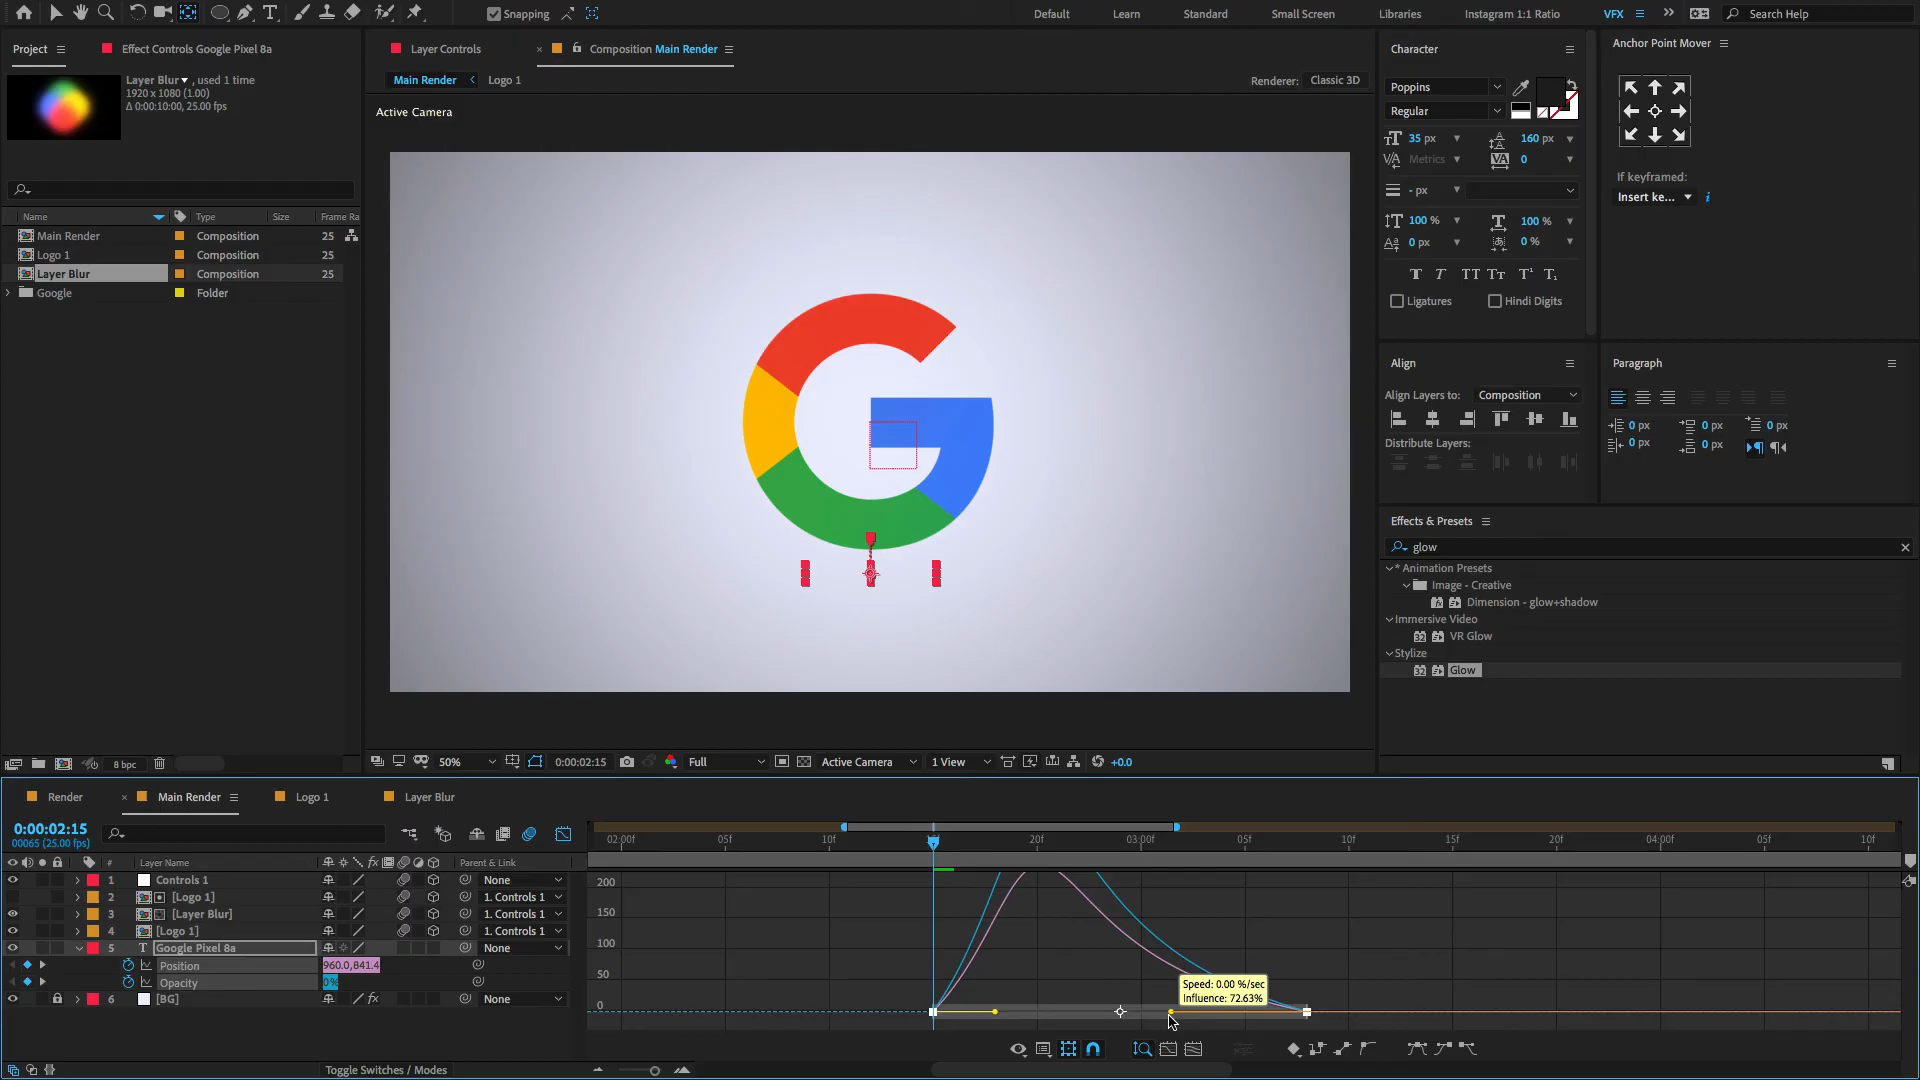 Snapping
Default
Learn
Standard
Small Screen
Libraries
Instagram 1:1 Ratio
VFX
Search Help
Project
Effect Controls Google Pixel 8a
Layer Blur , used 1 time
1920 x 1080 (1.00)
Δ 0:00:10:00, 25.00 fps
Name Type Size Frame Ra
Main Render Composition 25
Logo 1 Composition 25
Layer Blur Composition 25
Google Folder
8 bpc
Layer Controls
Composition Main Render
Main Render
Logo 1
Renderer: Classic 3D
Active Camera
50%
0:00:02:15
Full
Active Camera
1 View
+0.0
Character
Poppins
Regular
35 px
160 px
Metrics
0
- px
100 %
100 %
0 px
0 %
Ligatures
Hindi Digits
Anchor Point Mover
If keyframed:
Insert ke...
Align
Align Layers to: Composition
Distribute Layers:
Paragraph
0 px 0 px 0 px
0 px 0 px
Effects & Presets
glow
* Animation Presets
Image - Creative
Dimension - glow+shadow
Immersive Video
32 VR Glow
Stylize
32 Glow
Render
Main Render
Logo 1
Layer Blur
0:00:02:15
00065 (25.00 fps)
# Layer Name fx Parent & Link
1 Controls 1 None
2 [Logo 1] 1. Controls 1
3 [Layer Blur] 1. Controls 1
4 [Logo 1] 1. Controls 1
5 T Google Pixel 8a None
Position 960.0,841.4
Opacity 0%
6 [BG] fx None
Toggle Switches / Modes
02:00f 05f 10f 20f 03:00f 05f 10f 15f 20f 04:00f 05f 10f
200
150
100
50
0
Speed: 0.00 %/sec
Influence: 72.63%